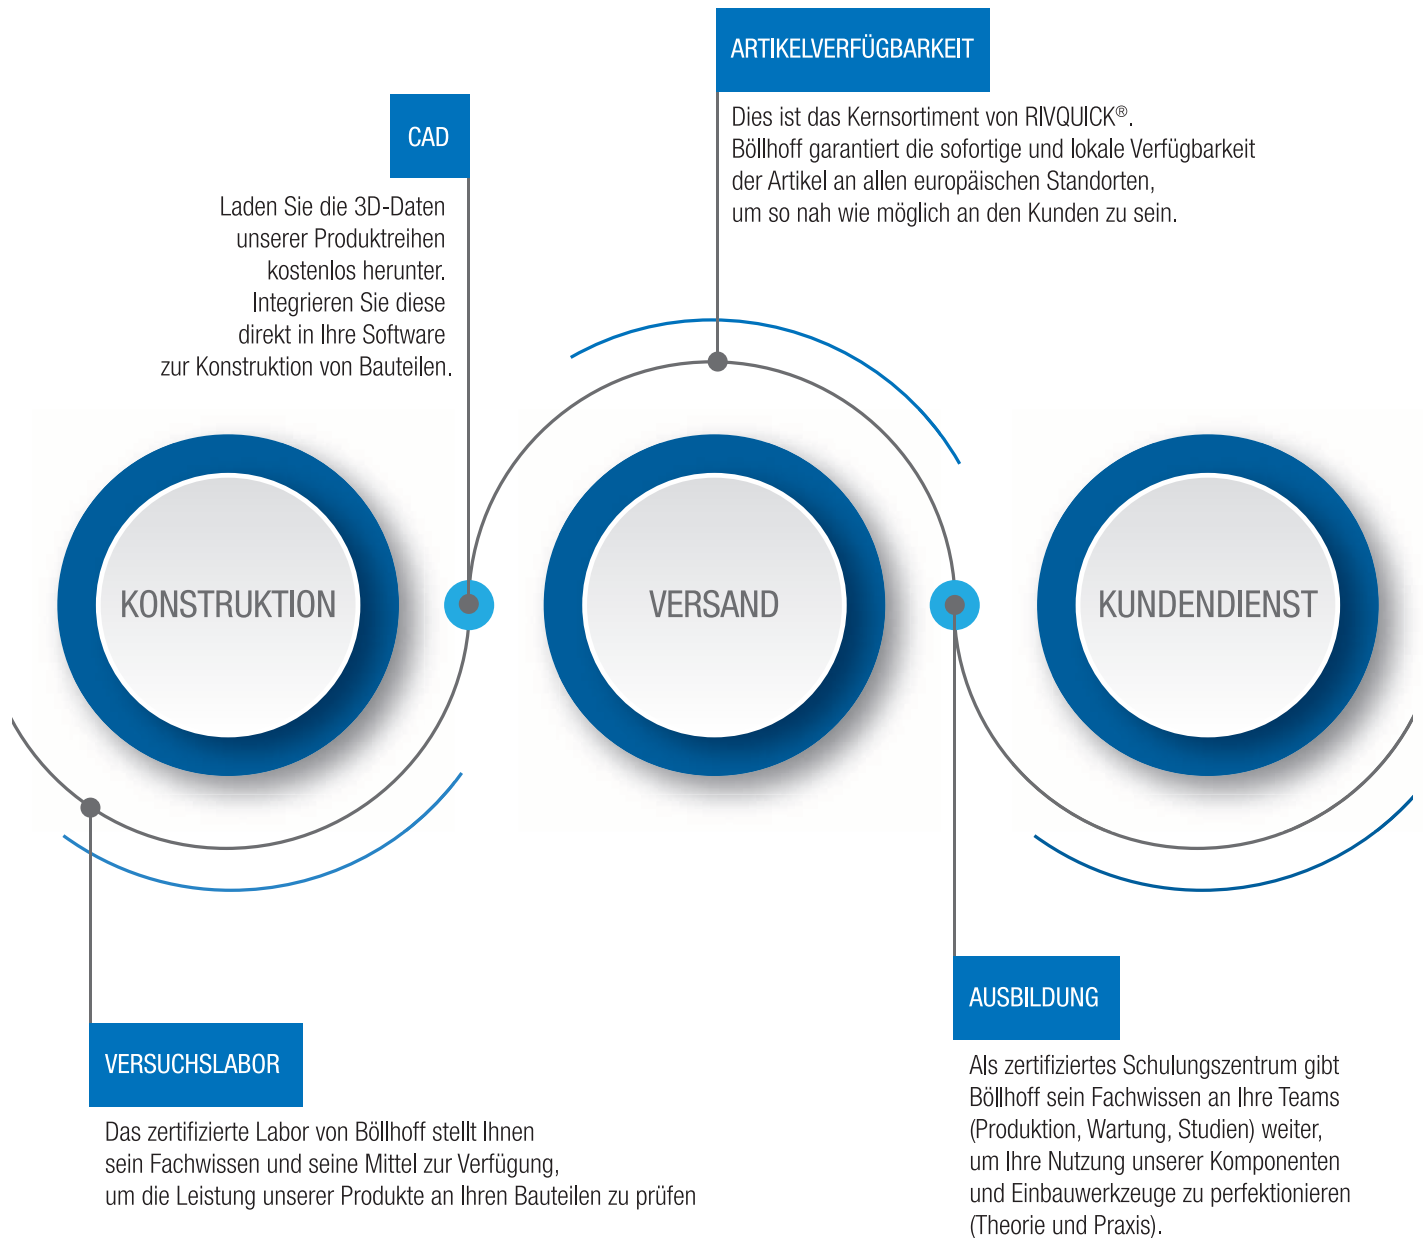 ARTIKELVERFÜGBARKEIT
Dies ist das Kernsortiment von RIVQUICK®.
Böllhoff garantiert die sofortige und lokale Verfügbarkeit
der Artikel an allen europäischen Standorten,
um so nah wie möglich an den Kunden zu sein.
CAD
Laden Sie die 3D-Daten
unserer Produktreihen
kostenlos herunter.
Integrieren Sie diese
direkt in Ihre Software
zur Konstruktion von Bauteilen.
KONSTRUKTION
VERSAND
KUNDENDIENST
VERSUCHSLABOR
Das zertifizierte Labor von Böllhoff stellt Ihnen
sein Fachwissen und seine Mittel zur Verfügung,
um die Leistung unserer Produkte an Ihren Bauteilen zu prüfen
AUSBILDUNG
Als zertifiziertes Schulungszentrum gibt
Böllhoff sein Fachwissen an Ihre Teams
(Produktion, Wartung, Studien) weiter,
um Ihre Nutzung unserer Komponenten
und Einbauwerkzeuge zu perfektionieren
(Theorie und Praxis).